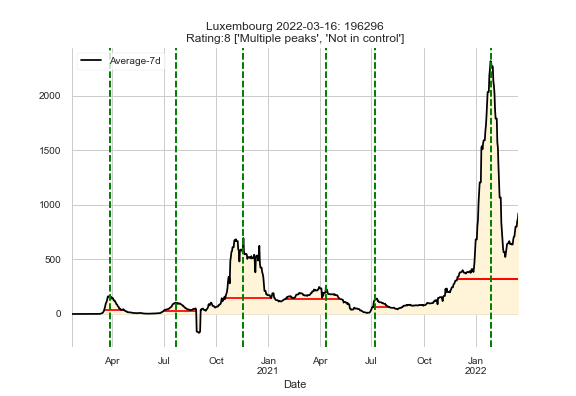 Luxembourg 2022-03-16: 196296
Rating:8 ['Multiple peaks', 'Not in control']
Average-7d
2000
1500
1000
500
0
Apr
Jul
Oct
Jan
2021
Apr
Jul
Oct
Jan
2022
Date